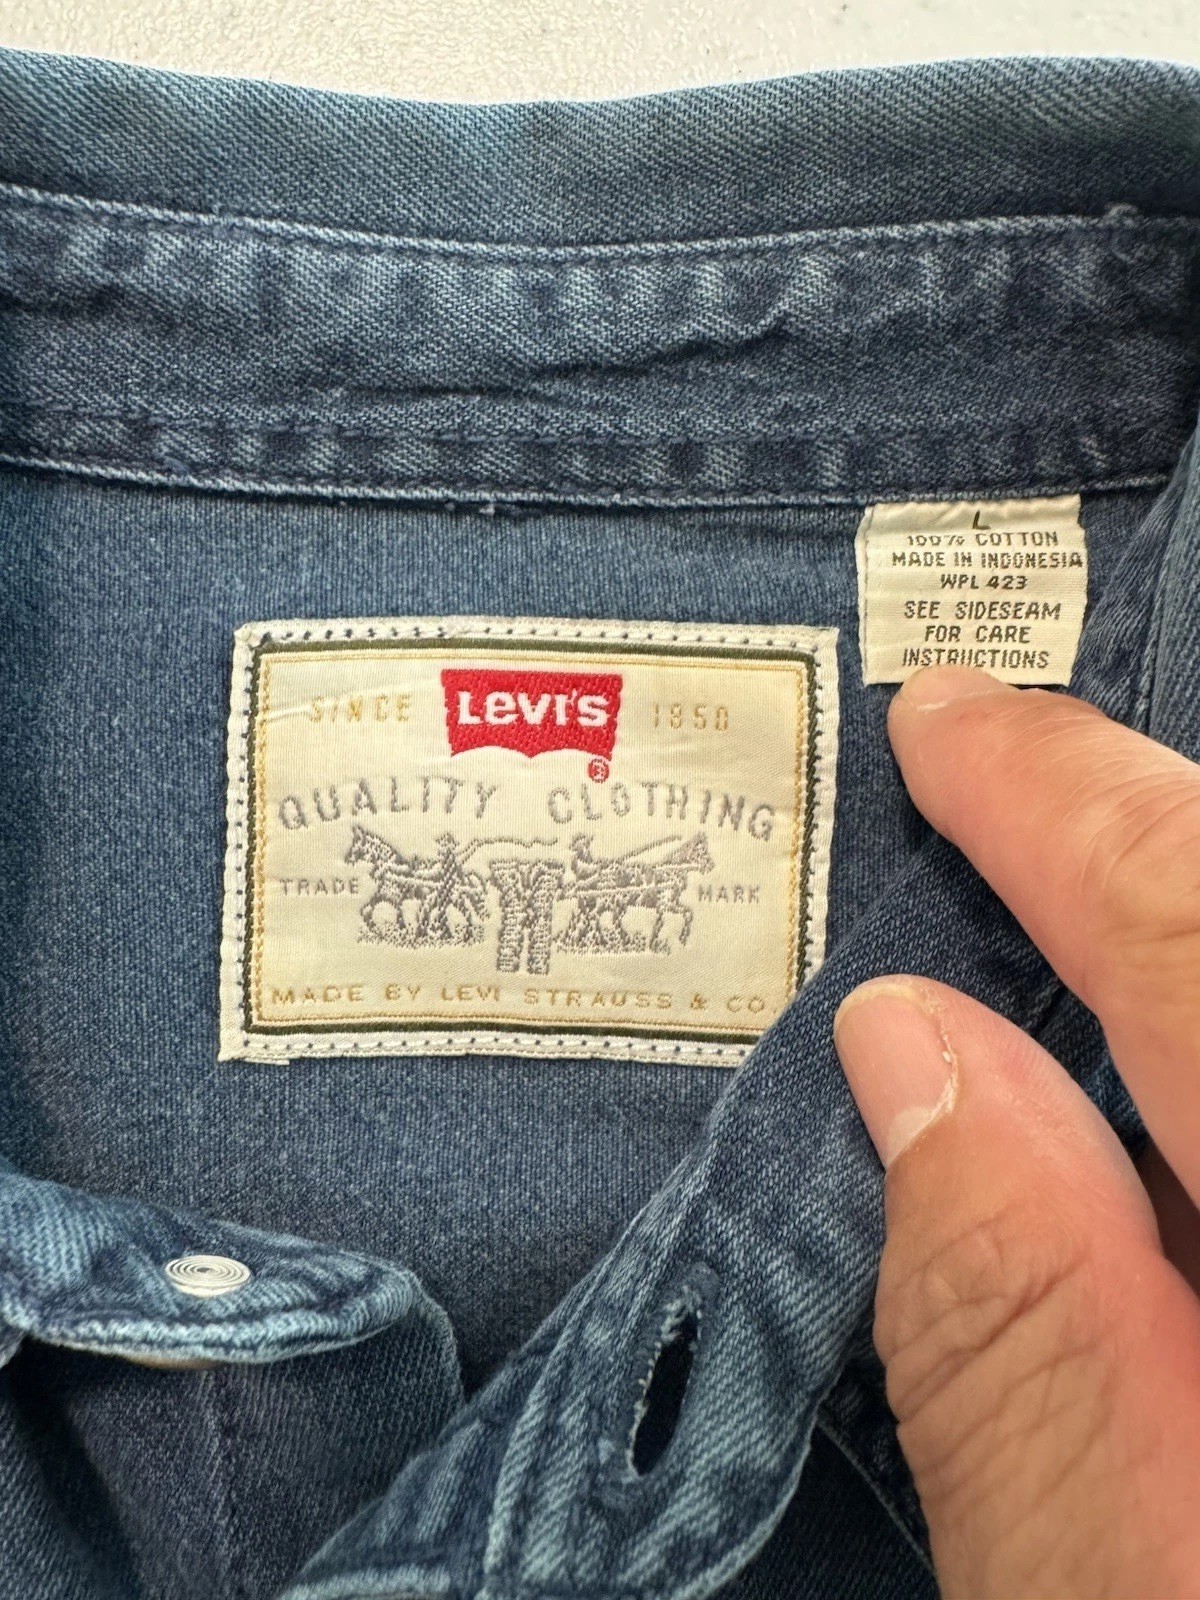 L
100% COTTON
MADE IN INDONESIA
WPL 423
SEE SIDESEAM
FOR CARE
INSTRUCTIONS
SINCE LEVI'S 1850
®
QUALITY CLOTHING
TRADE MARK
MADE BY LEVI STRAUSS & CO.